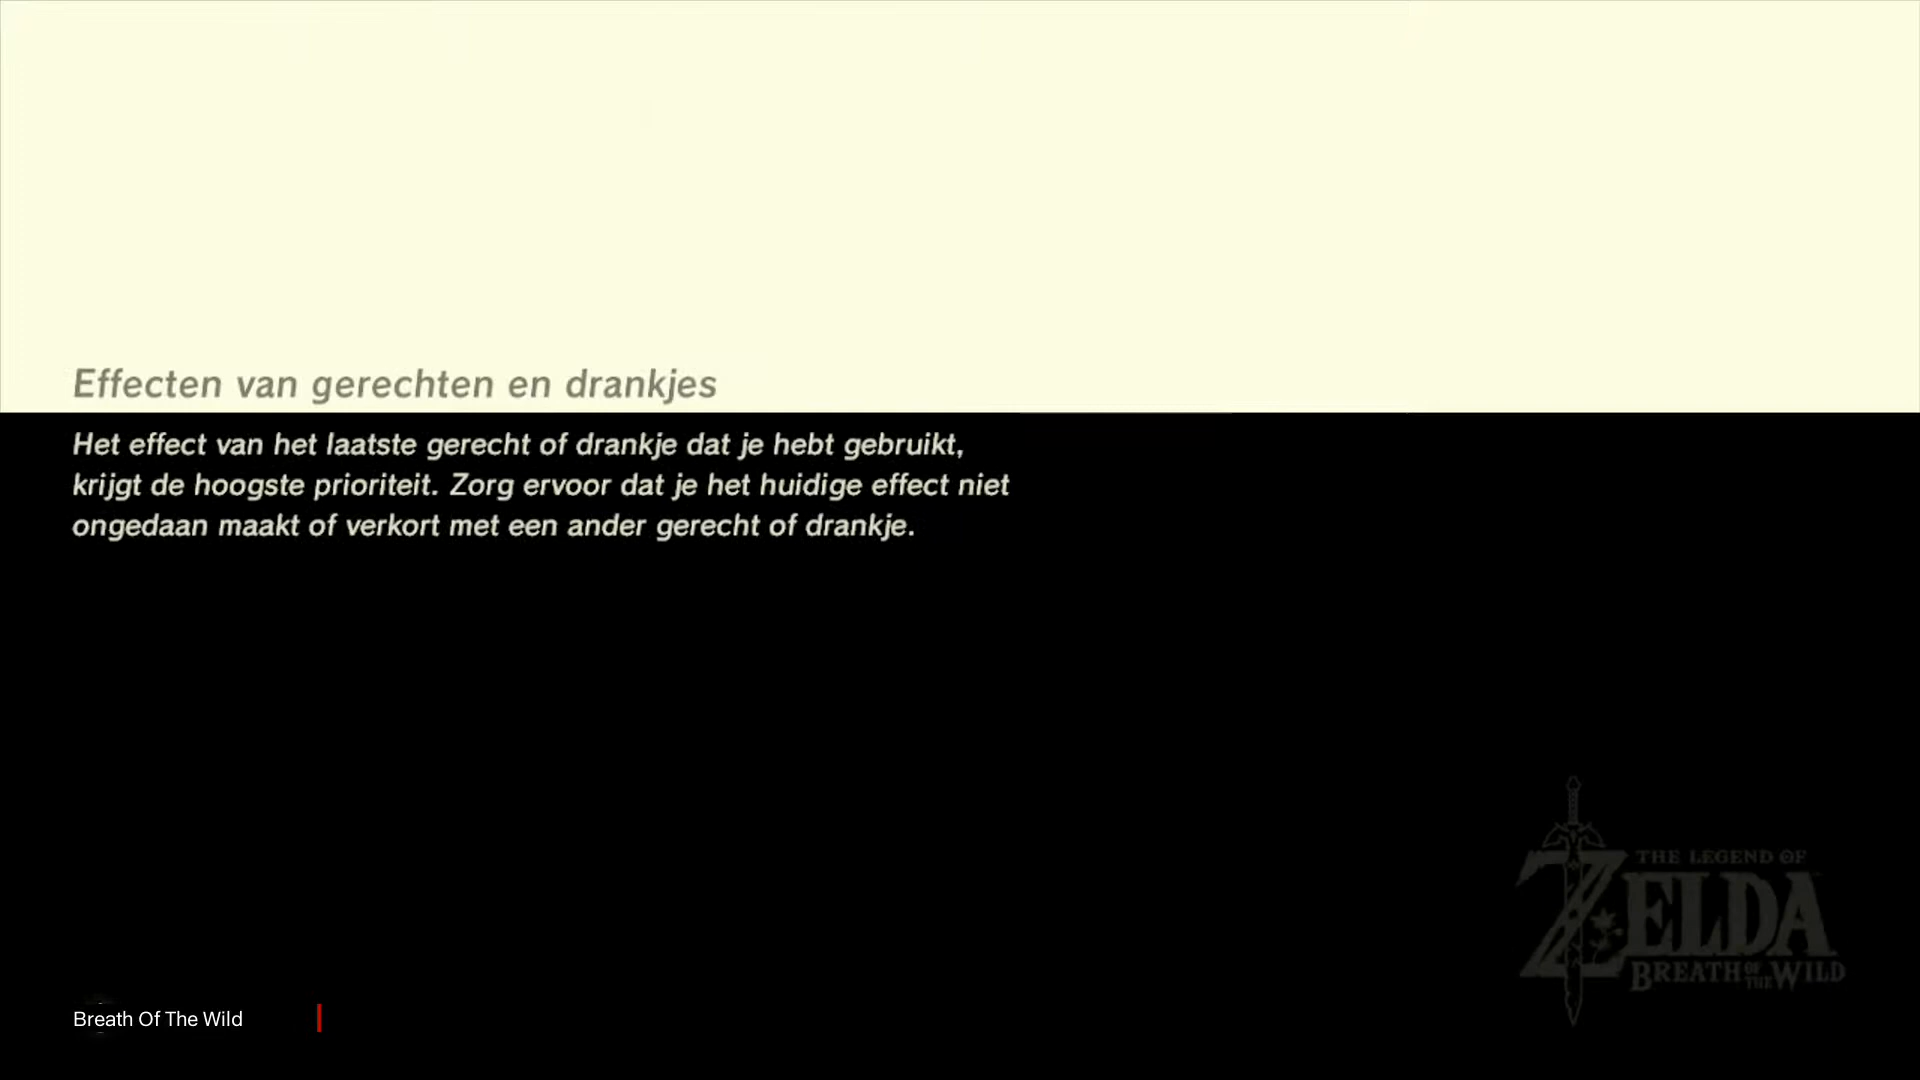 Effecten van gerechten en drankjes
Het effect van het laatste gerecht of drankje dat je hebt gebruikt,
krijgt de hoogste prioriteit. Zorg ervoor dat je het huidige effect niet
ongedaan maakt of verkort met een ander gerecht of drankje.
THE LEGEND OF
ZELDA
BREATH OF THE WILD
Breath Of The Wild